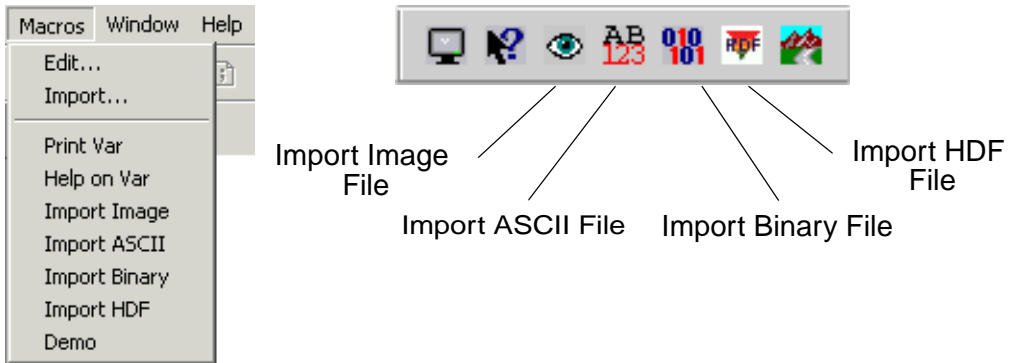 Macros Window Help
Edit...
Import...
Print Var
Help on Var
Import Image
Import ASCII
Import Binary
Import HDF
Demo
?
AB
123
010
101
RDF
Import Image
File
Import ASCII File
Import Binary File
Import HDF
File